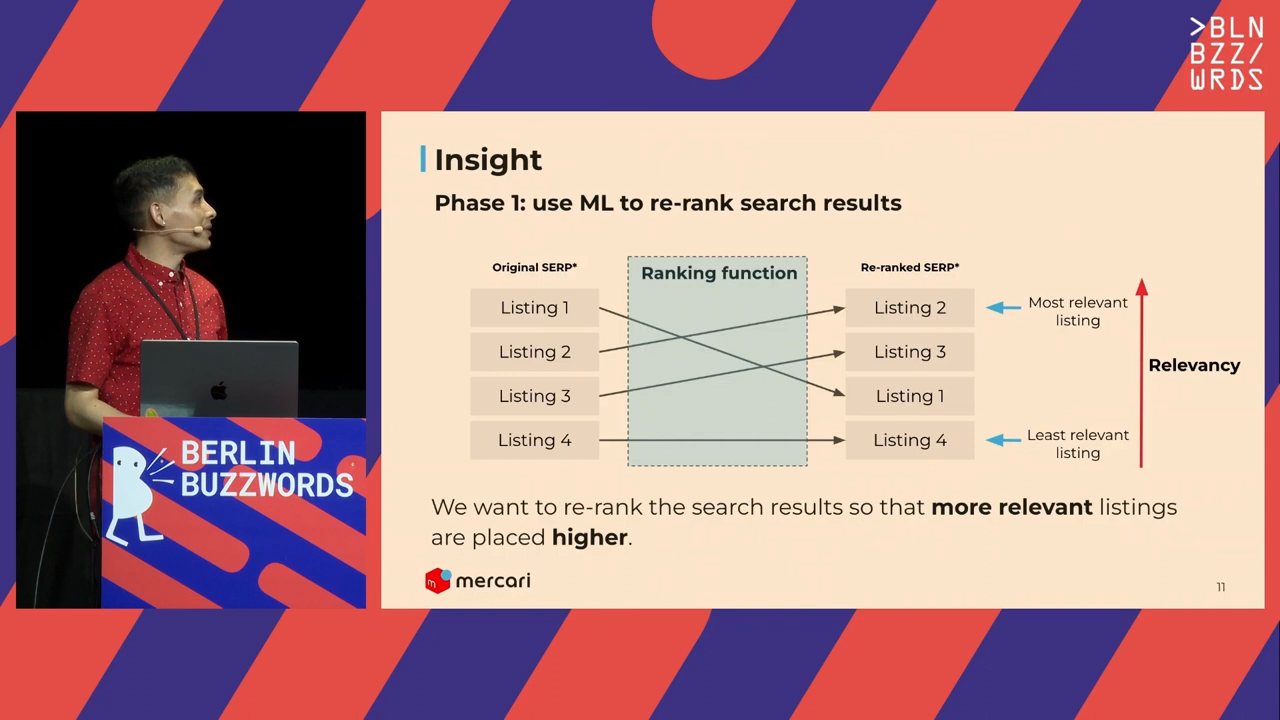 >BLN
BZZ/
WRDS
Insight
Phase 1: use ML to re-rank search results
Original SERP*
Ranking function
Re-ranked SERP*
Listing 1
Listing 2
Listing 3
Listing 4
Listing 2
Listing 3
Listing 1
Listing 4
Most relevant
listing
Relevancy
Least relevant
listing
We want to re-rank the search results so that more relevant listings
are placed higher.
mercari
11
BERLIN
BUZZWORDS